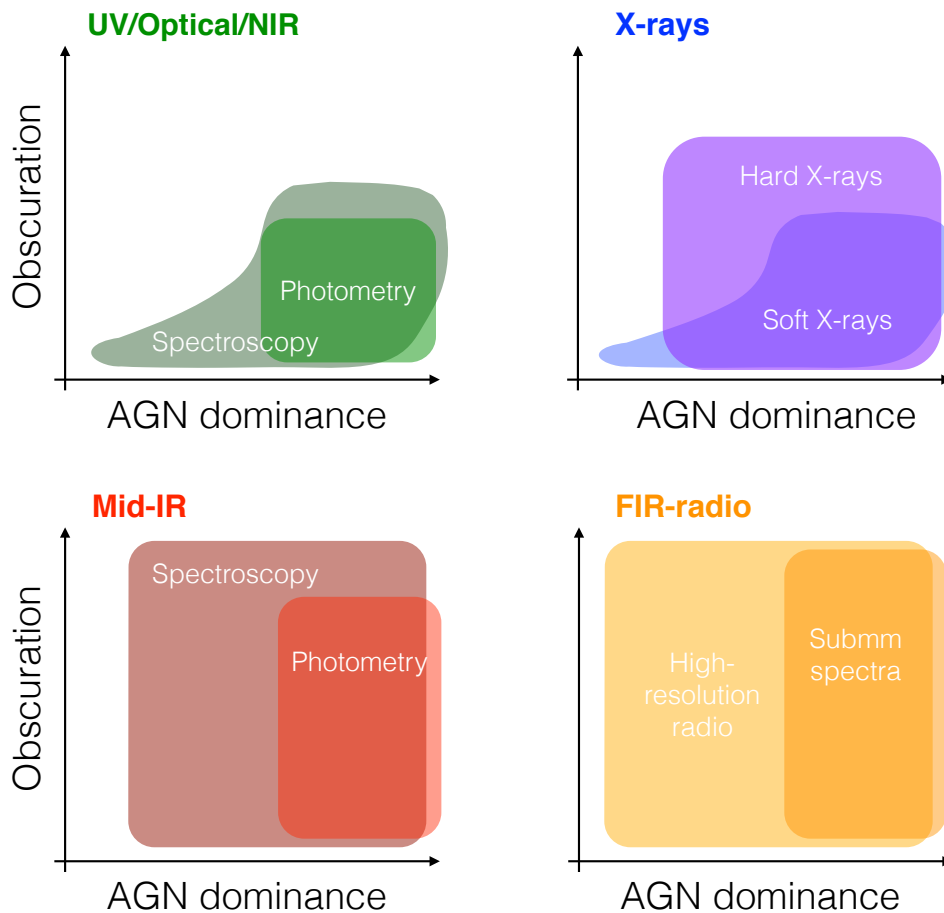 UV/Optical/NIR
Obscuration
Photometry
Spectroscopy
AGN dominance
X-rays
Hard X-rays
Soft X-rays
AGN dominance
Mid-IR
Obscuration
Spectroscopy
Photometry
AGN dominance
FIR-radio
High-
resolution
radio
Submm
spectra
AGN dominance